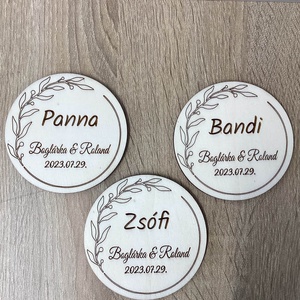 Panna
Boglárka & Roland
2023.07.29.
Bandi
Boglárka & Roland
2023.07.29.
Zsófi
Boglárka & Roland
2023.07.29.